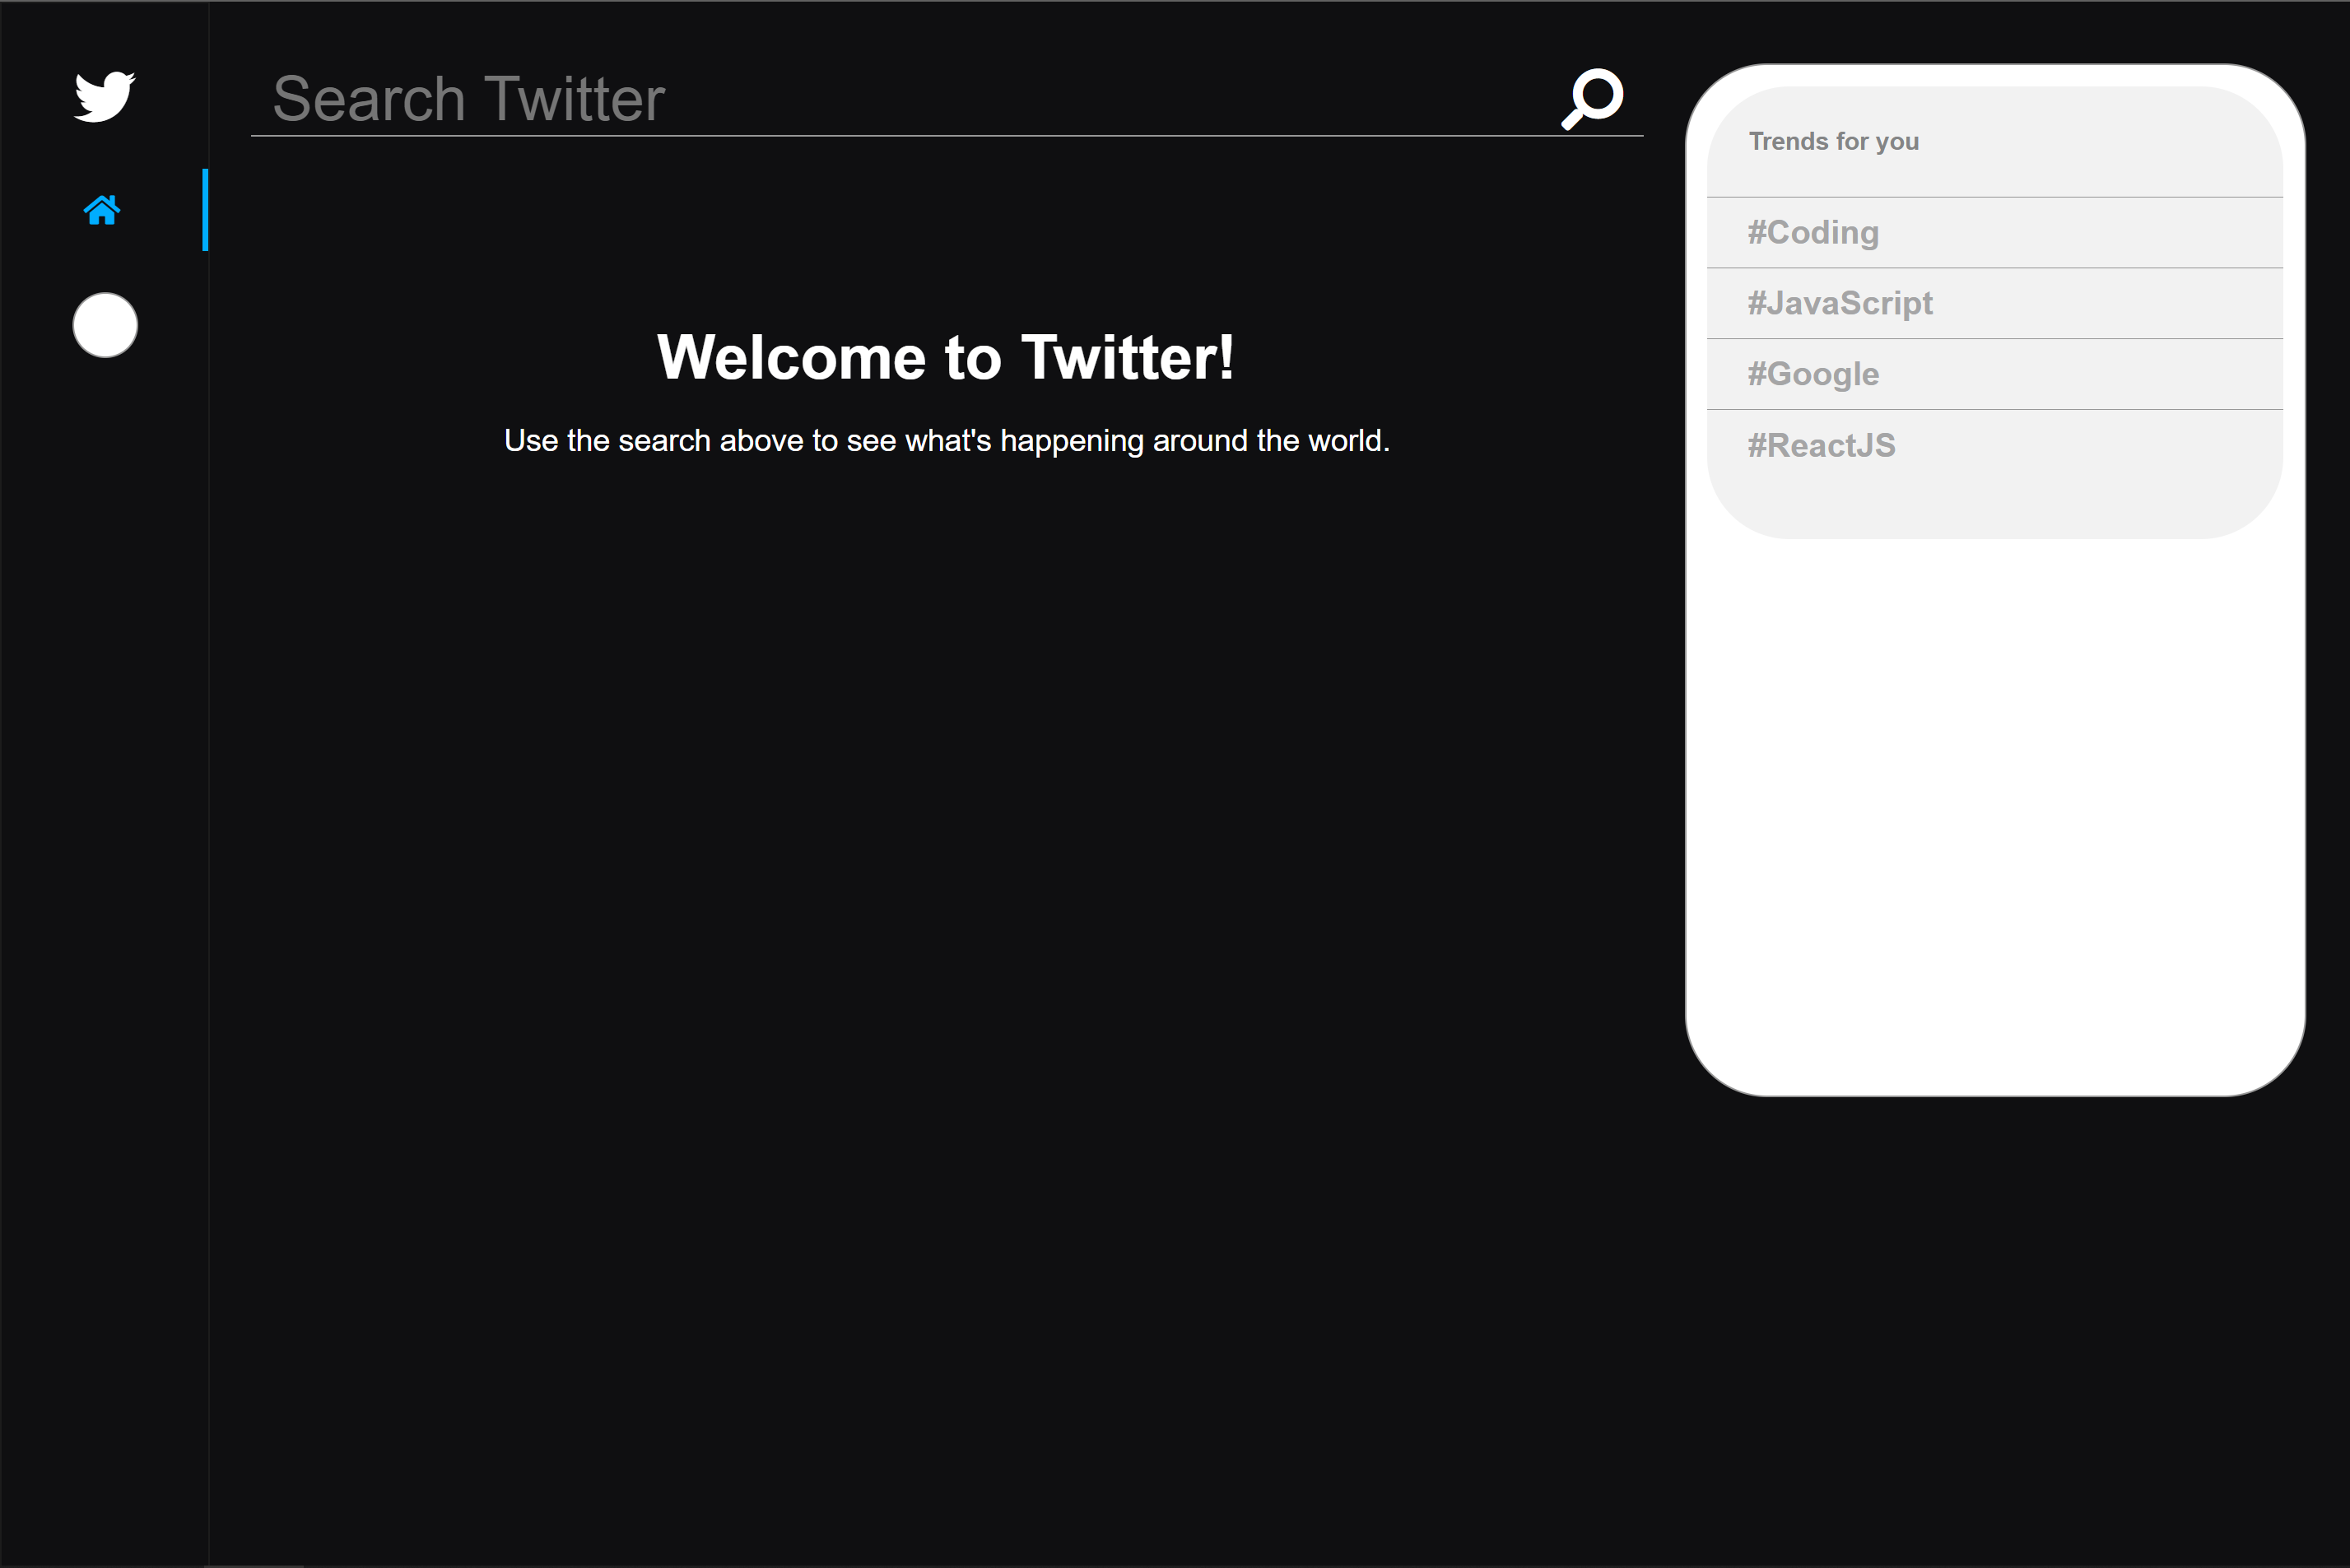 Search Twitter
Welcome to Twitter!
Use the search above to see what's happening around the world.
Trends for you
#Coding
#JavaScript
#Google
#ReactJS